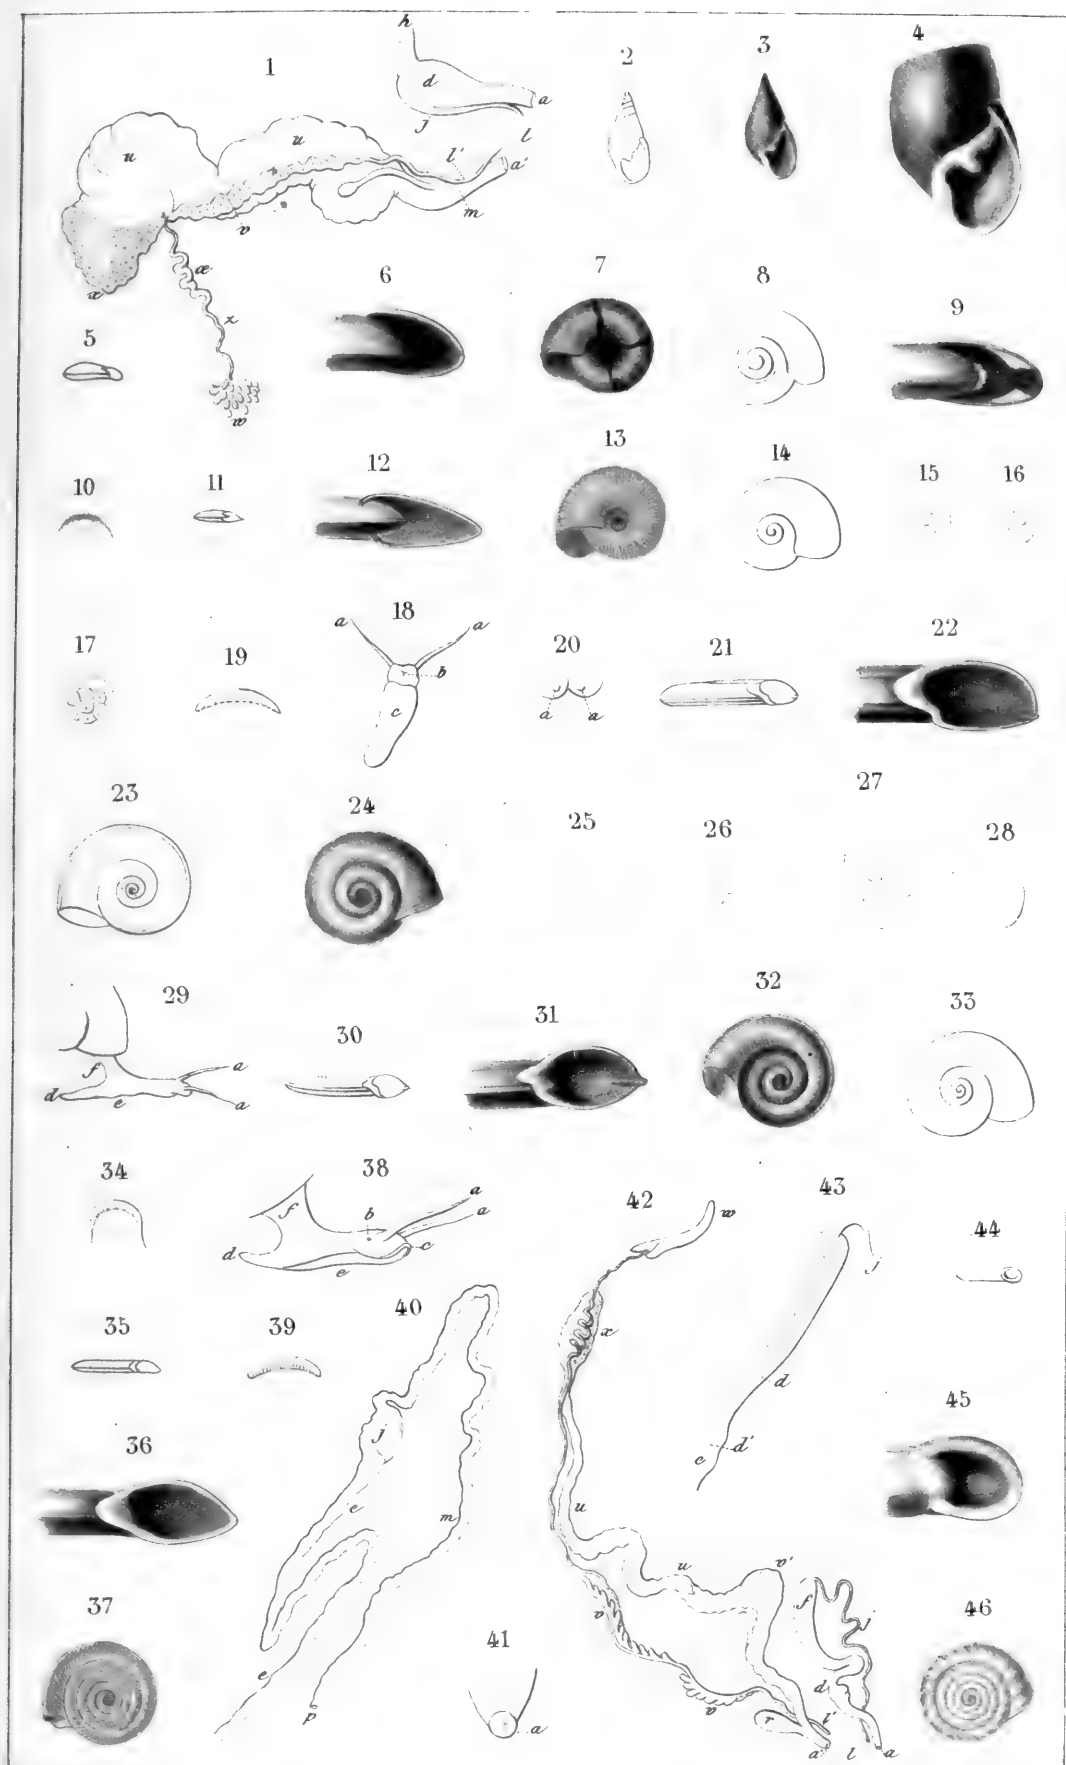 h
1
2
3
4
d
a
j
l
u
u
l'
a'
m
v
x
æ
z
w
5
6
7
8
9
10
11
12
13
14
15
16
17
18
a
a
b
c
19
20
a
a
21
22
23
24
25
26
27
28
29
f
a
d
e
a
30
31
32
33
34
38
f
b
a
a
d
c
e
42
w
43
j
44
40
x
d
35
39
j
c
d'
45
36
e
m
u
u
v'
f
j
37
41
v
46
e
p
a
v
r
d
l'
a'
l
a